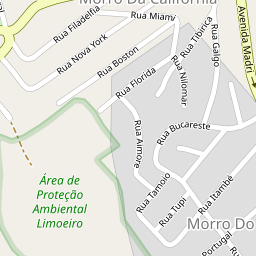 Morro Da Califórnia
Rua Filadélfia
Rua Miami
Rua Nova York
Rua Boston
Rua Florida
Rua Tibiriçá
Rua Galgo
Avenida Madri
Rua Nilomar
Rua Bucareste
Rua Aimoré
Área de
Proteção
Ambiental
Limoeiro
Rua Tamoio
Rua Tupi
Rua Itambé
Morro Do
Portugal